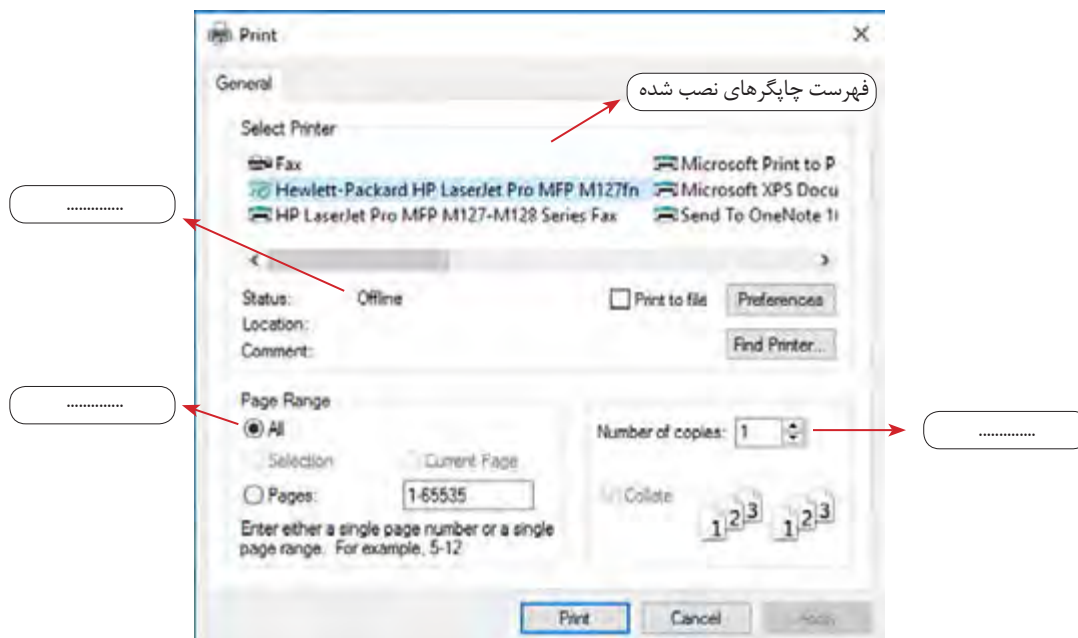 Print
General
فهرست چاپگرهای نصب شده
Select Printer
Fax
Microsoft Print to P
Hewlett-Packard HP LaserJet Pro MFP M127fn
Microsoft XPS Docu
HP LaserJet Pro MFP M127-M128 Series Fax
Send To OneNote 1
.............
Status: Offline
Print to file
Preferences
Location:
Comment:
Find Printer...
.............
Page Range
All
Selection
Current Page
Pages: 1-65535
Enter either a single page number or a single
page range. For example, 5-12
Number of copies: 1
.............
Collate
1 2 3 1 2 3
Print
Cancel